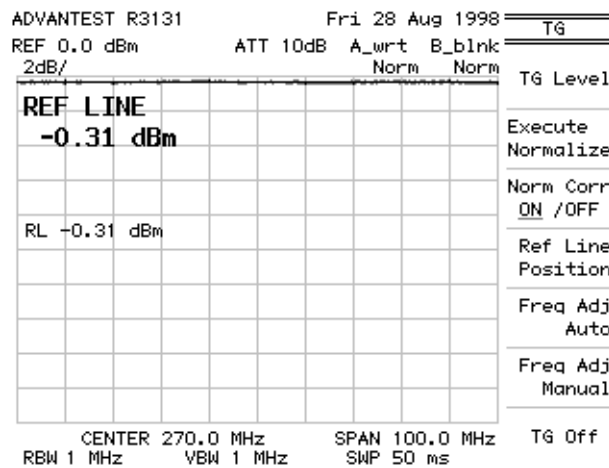 ADVANTEST R3131 Fri 28 Aug 1998
REF 0.0 dBm ATT 10dB A_wrt B_blnk
2dB/ Norm Norm
REF LINE
-0.31 dBm
RL -0.31 dBm
CENTER 270.0 MHz SPAN 100.0 MHz
RBW 1 MHz VBW 1 MHz SWP 50 ms
TG
TG Level
Execute
Normalize
Norm Corr
ON /OFF
Ref Line
Position
Freq Adj
Auto
Freq Adj
Manual
TG Off